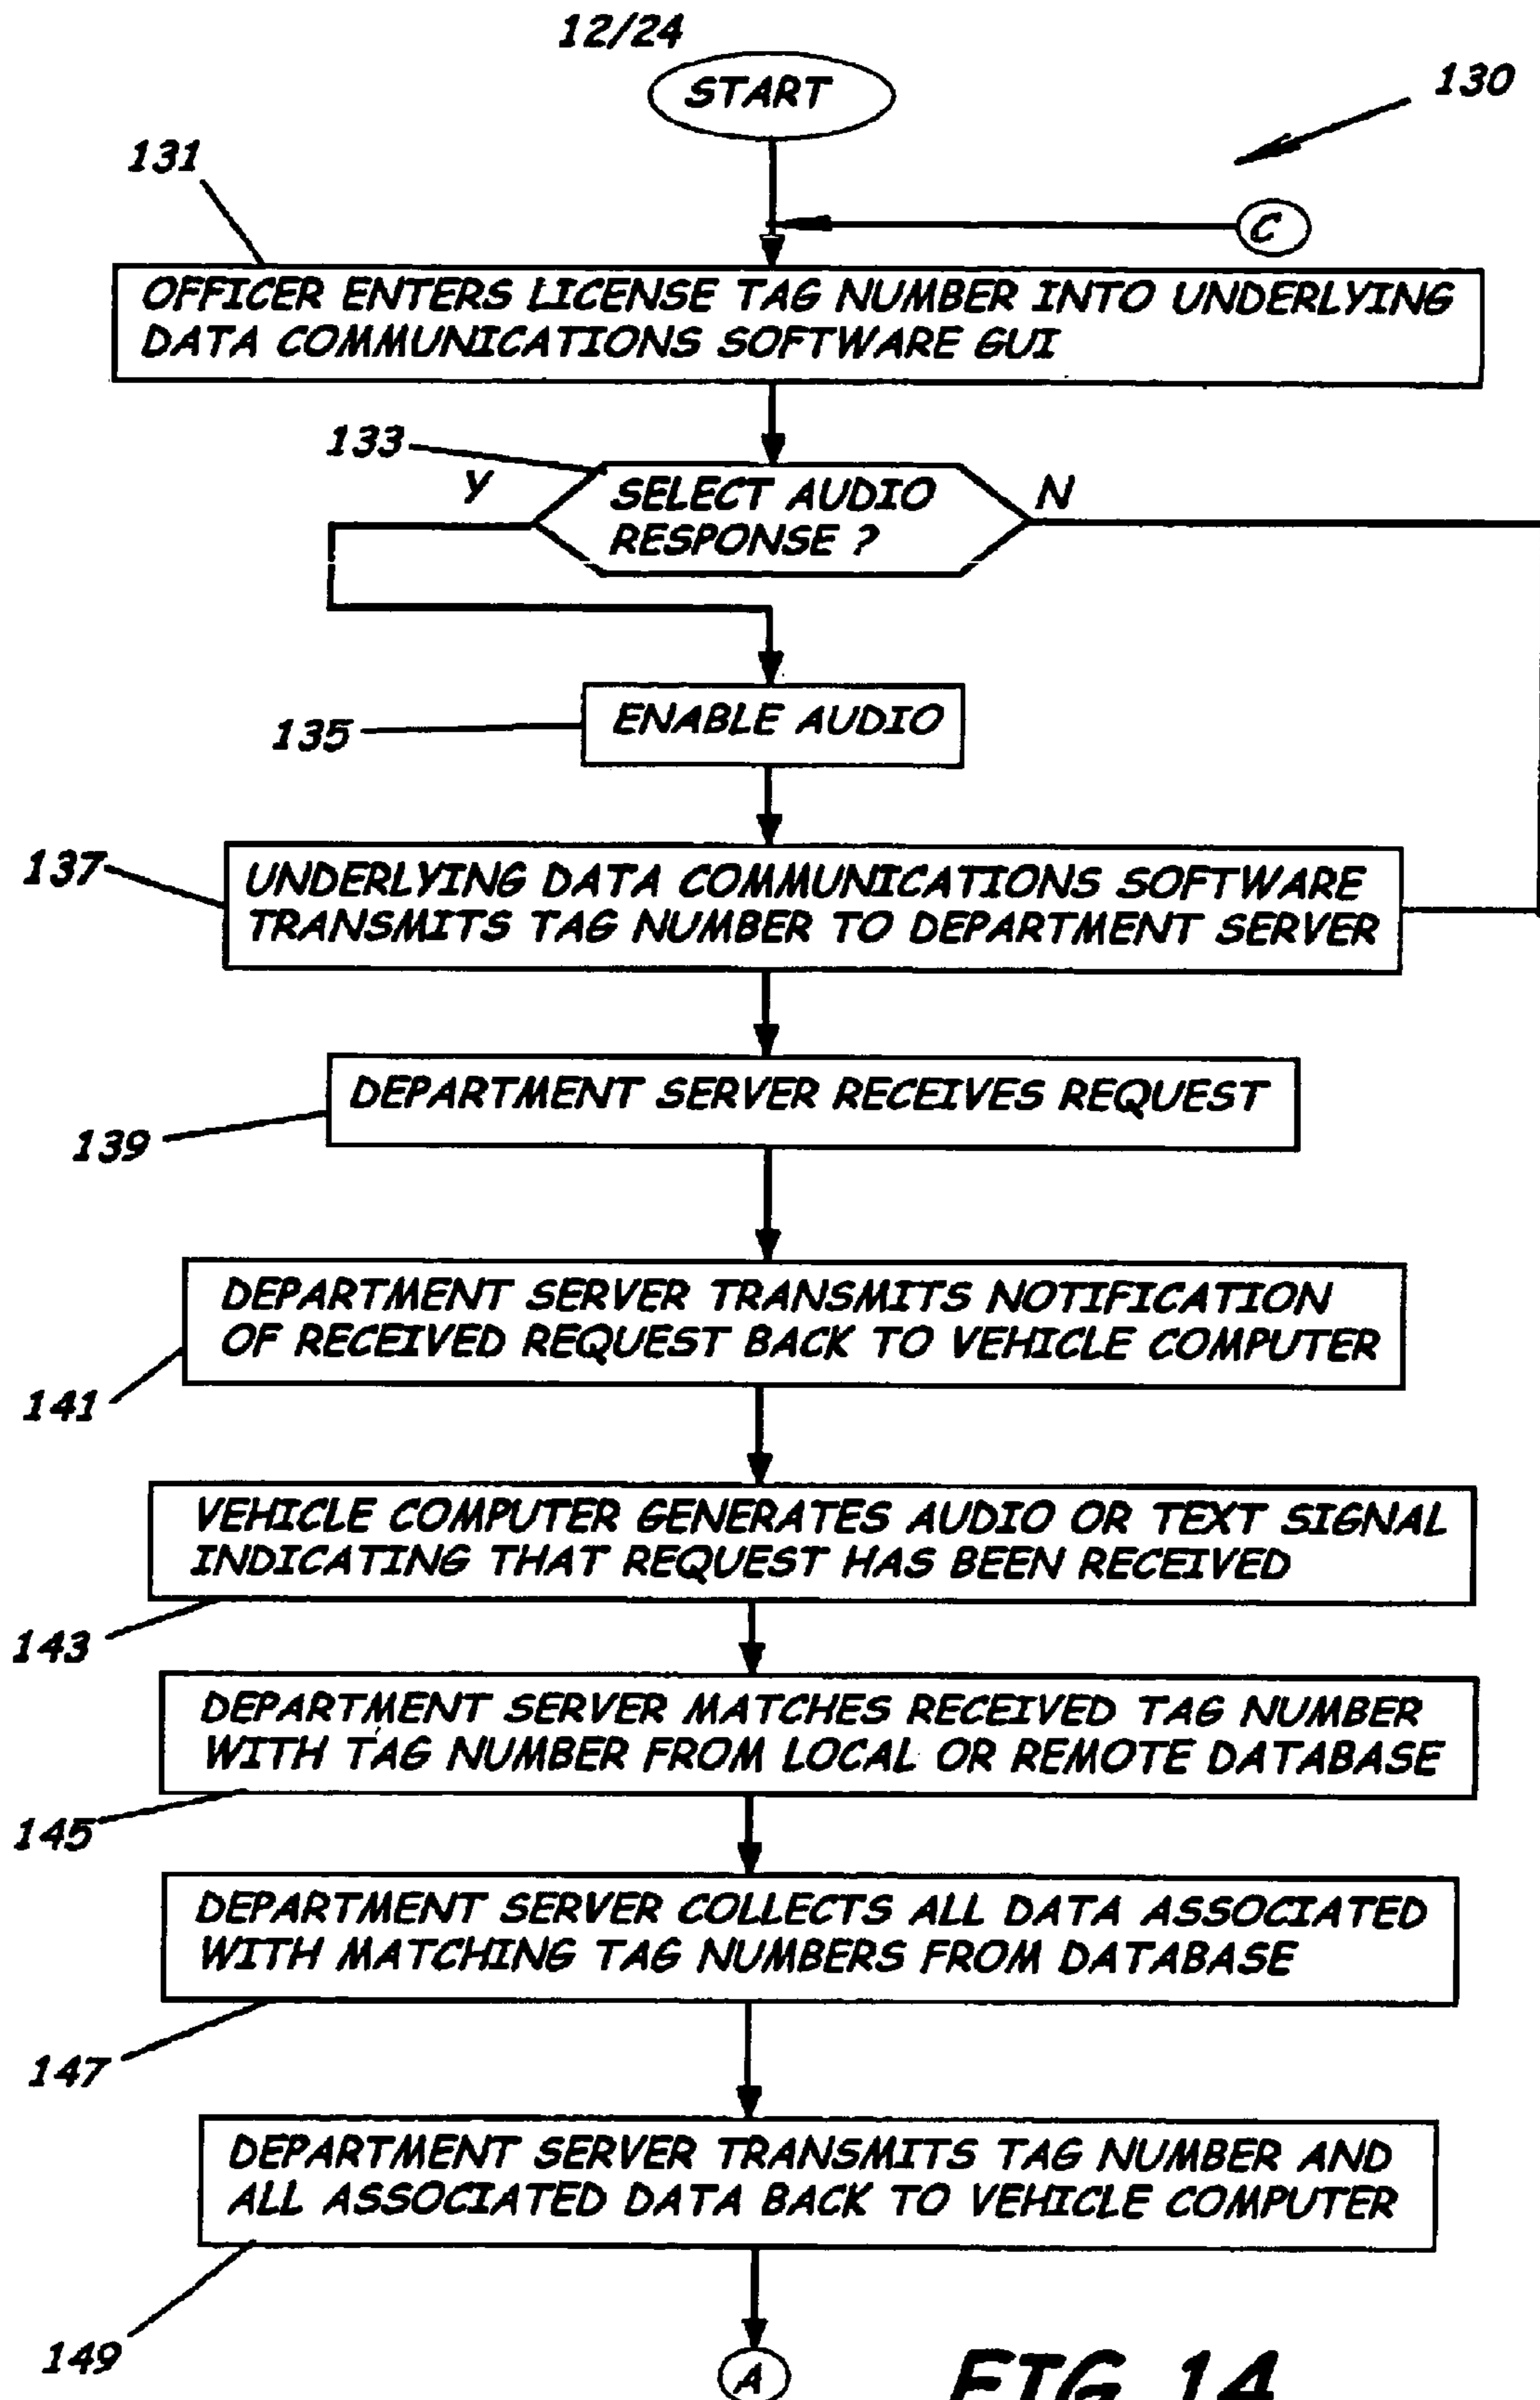 12/24
START
130
131
C
OFFICER ENTERS LICENSE TAG NUMBER INTO UNDERLYING
DATA COMMUNICATIONS SOFTWARE GUI
133
Y
SELECT AUDIO
RESPONSE ?
N
135
ENABLE AUDIO
137
UNDERLYING DATA COMMUNICATIONS SOFTWARE
TRANSMITS TAG NUMBER TO DEPARTMENT SERVER
DEPARTMENT SERVER RECEIVES REQUEST
139
DEPARTMENT SERVER TRANSMITS NOTIFICATION
OF RECEIVED REQUEST BACK TO VEHICLE COMPUTER
141
VEHICLE COMPUTER GENERATES AUDIO OR TEXT SIGNAL
INDICATING THAT REQUEST HAS BEEN RECEIVED
143
DEPARTMENT SERVER MATCHES RECEIVED TAG NUMBER
WITH TAG NUMBER FROM LOCAL OR REMOTE DATABASE
145
DEPARTMENT SERVER COLLECTS ALL DATA ASSOCIATED
WITH MATCHING TAG NUMBERS FROM DATABASE
147
DEPARTMENT SERVER TRANSMITS TAG NUMBER AND
ALL ASSOCIATED DATA BACK TO VEHICLE COMPUTER
149
A
FIG 14